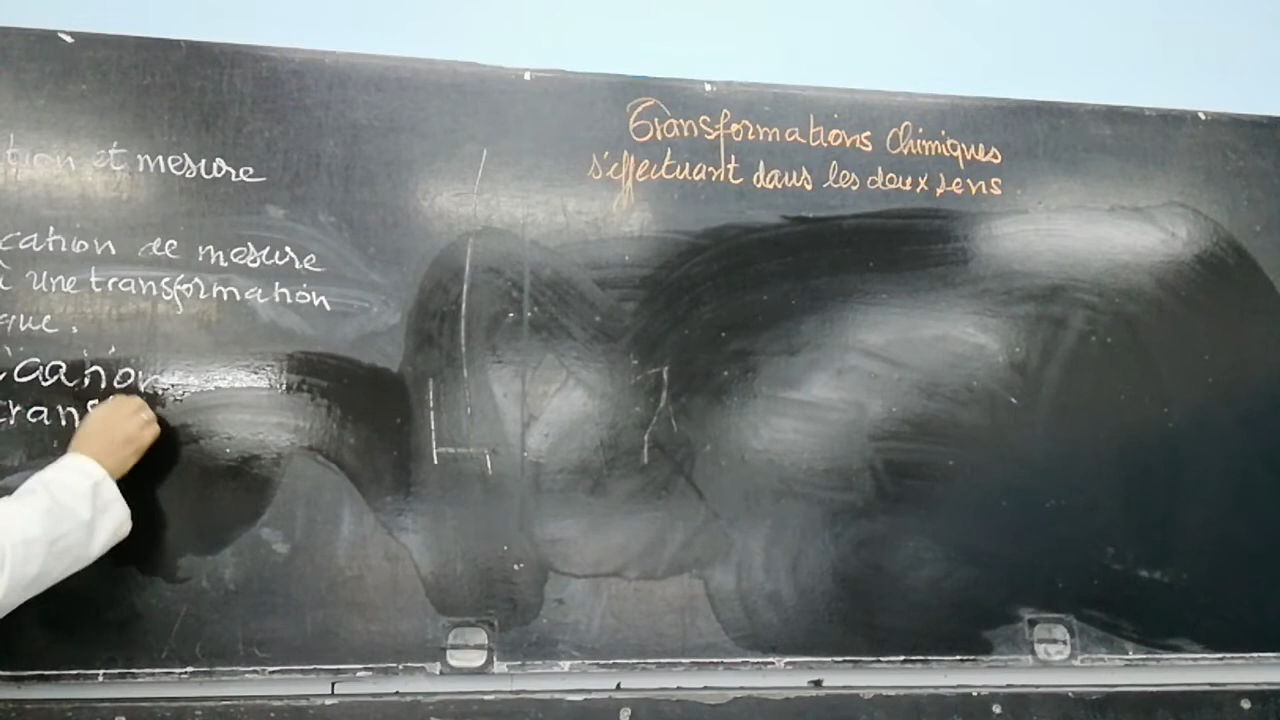 Transformations chimiques
s'effectuant dans les deux sens
tion et mesure
cation de mesure
à une transformation
que.
cation
trans